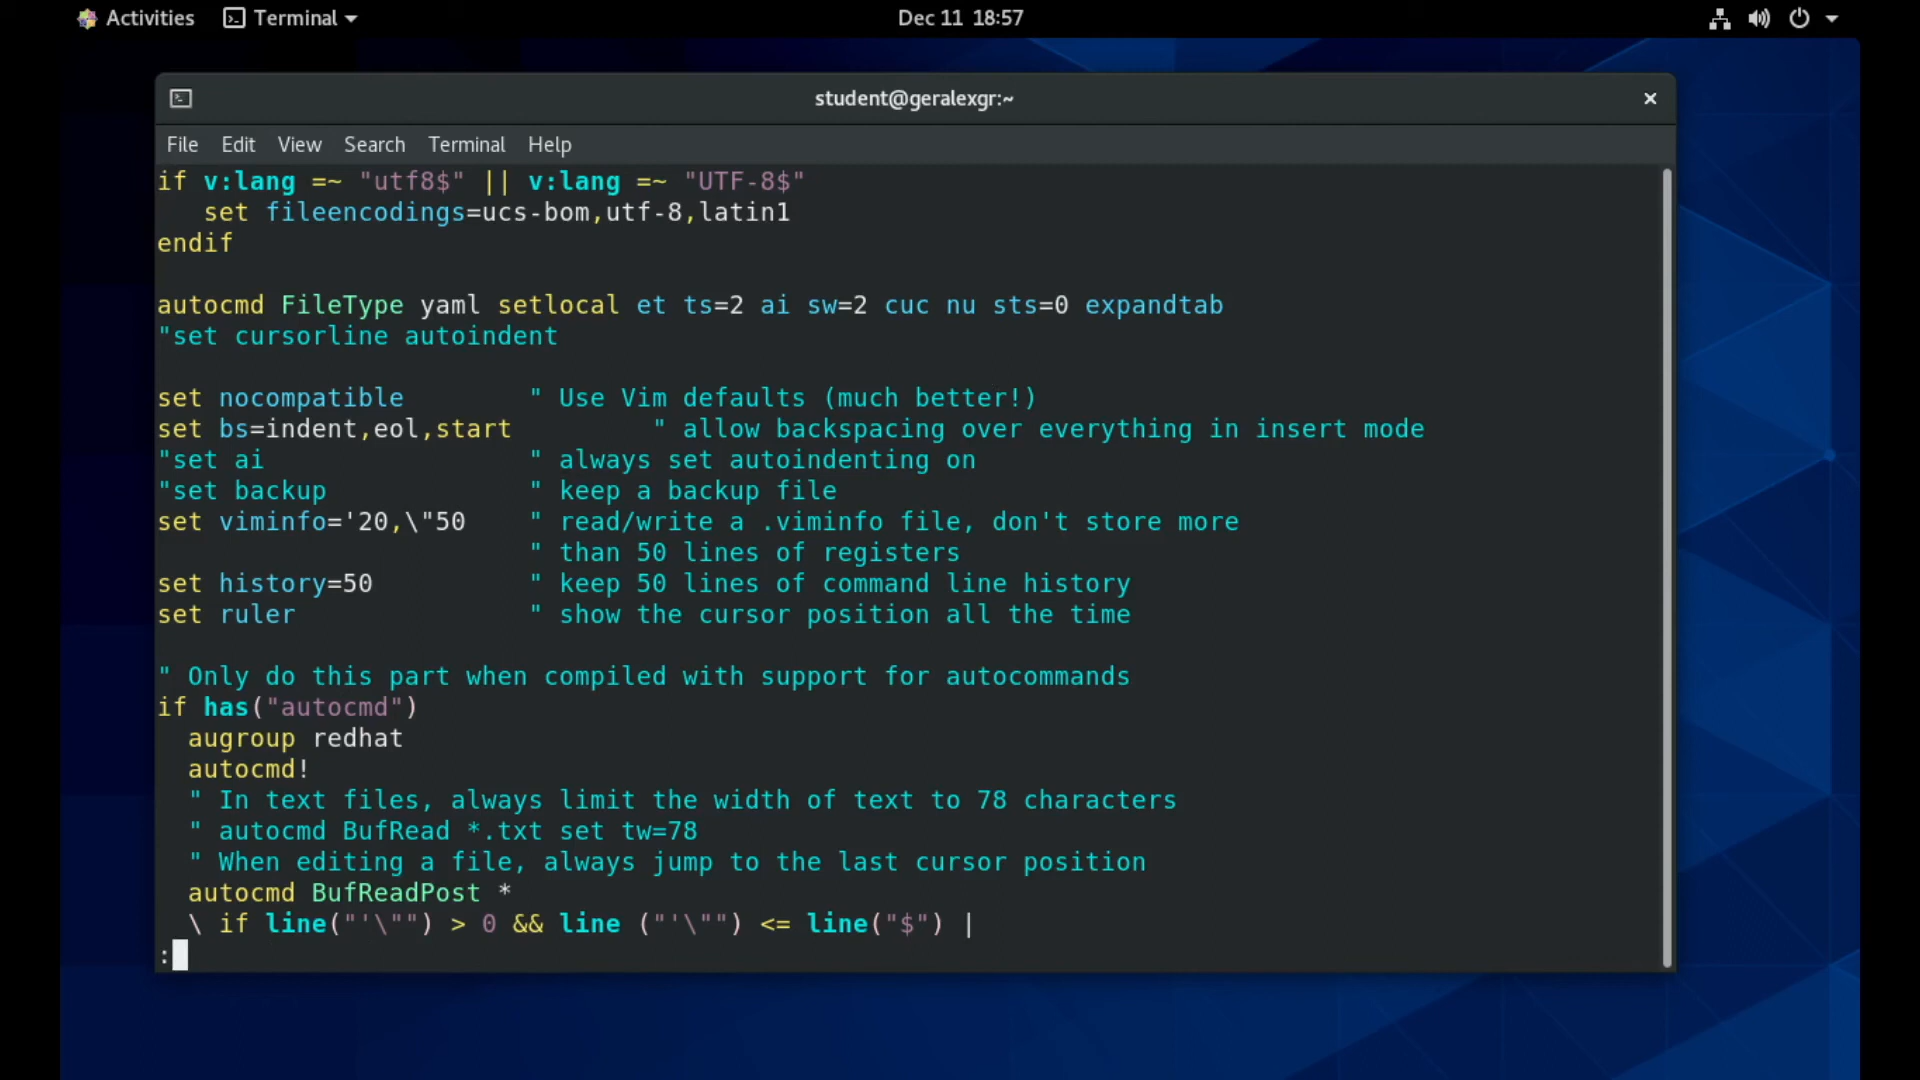 Activities Terminal Dec 11 18:57
student@geralexgr:~
File Edit View Search Terminal Help
if v:lang =~ "utf8$" || v:lang =~ "UTF-8$"
   set fileencodings=ucs-bom,utf-8,latin1
endif

autocmd FileType yaml setlocal et ts=2 ai sw=2 cuc nu sts=0 expandtab
"set cursorline autoindent

set nocompatible        " Use Vim defaults (much better!)
set bs=indent,eol,start         " allow backspacing over everything in insert mode
"set ai                 " always set autoindenting on
"set backup             " keep a backup file
set viminfo='20,\"50    " read/write a .viminfo file, don't store more
                        " than 50 lines of registers
set history=50          " keep 50 lines of command line history
set ruler               " show the cursor position all the time

" Only do this part when compiled with support for autocommands
if has("autocmd")
  augroup redhat
  autocmd!
  " In text files, always limit the width of text to 78 characters
  " autocmd BufRead *.txt set tw=78
  " When editing a file, always jump to the last cursor position
  autocmd BufReadPost *
  \ if line("'\"") > 0 && line ("'\"") <= line("$") |
: